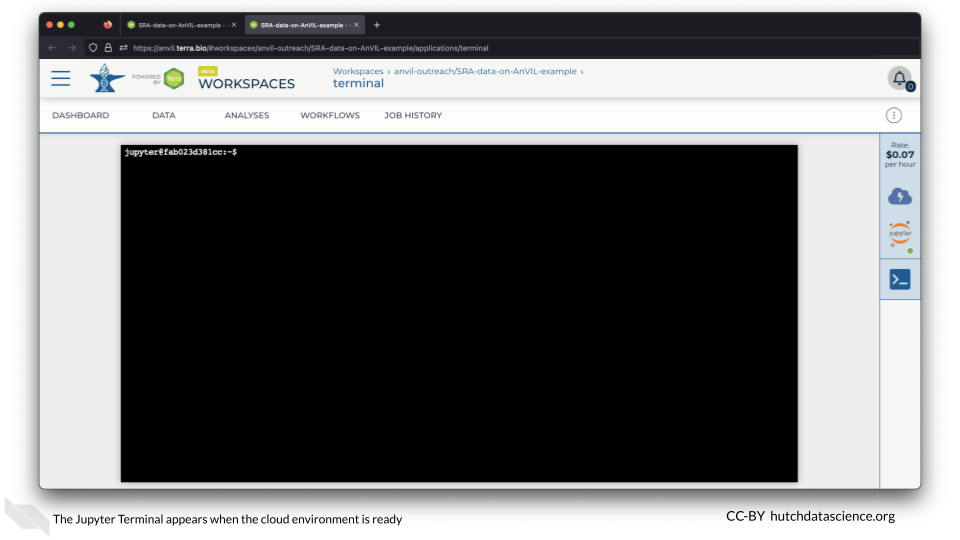 SRA-data-on-AnVIL-example -
SRA-data-on-AnVIL-example -
https://anvil.terra.bio/#workspaces/anvil-outreach/SRA-data-on-AnVIL-example/applications/terminal
POWERED
BY
Terra
BETA
WORKSPACES
Workspaces › anvil-outreach/SRA-data-on-AnVIL-example ›
terminal
0
DASHBOARD DATA ANALYSES WORKFLOWS JOB HISTORY
Rate:
$0.07
per hour
jupyter@fab023d381cc:~$
jupyter
>_
The Jupyter Terminal appears when the cloud environment is ready
CC-BY hutchdatascience.org